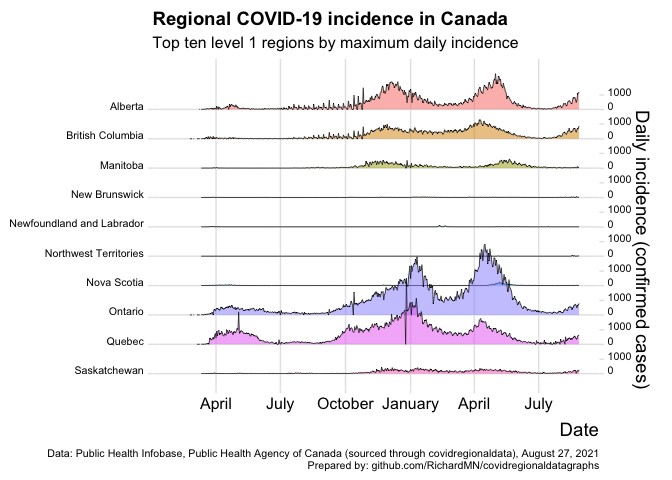 Regional COVID-19 incidence in Canada
Top ten level 1 regions by maximum daily incidence
Alberta
British Columbia
Manitoba
New Brunswick
Newfoundland and Labrador
Northwest Territories
Nova Scotia
Ontario
Quebec
Saskatchewan
1000
0
1000
0
1000
0
1000
0
1000
0
1000
0
1000
0
1000
0
1000
0
1000
0
Daily incidence (confirmed cases)
April July October January April July
Date
Data: Public Health Infobase, Public Health Agency of Canada (sourced through covidregionaldata), August 27, 2021
Prepared by: github.com/RichardMN/covidregionaldatagraphs